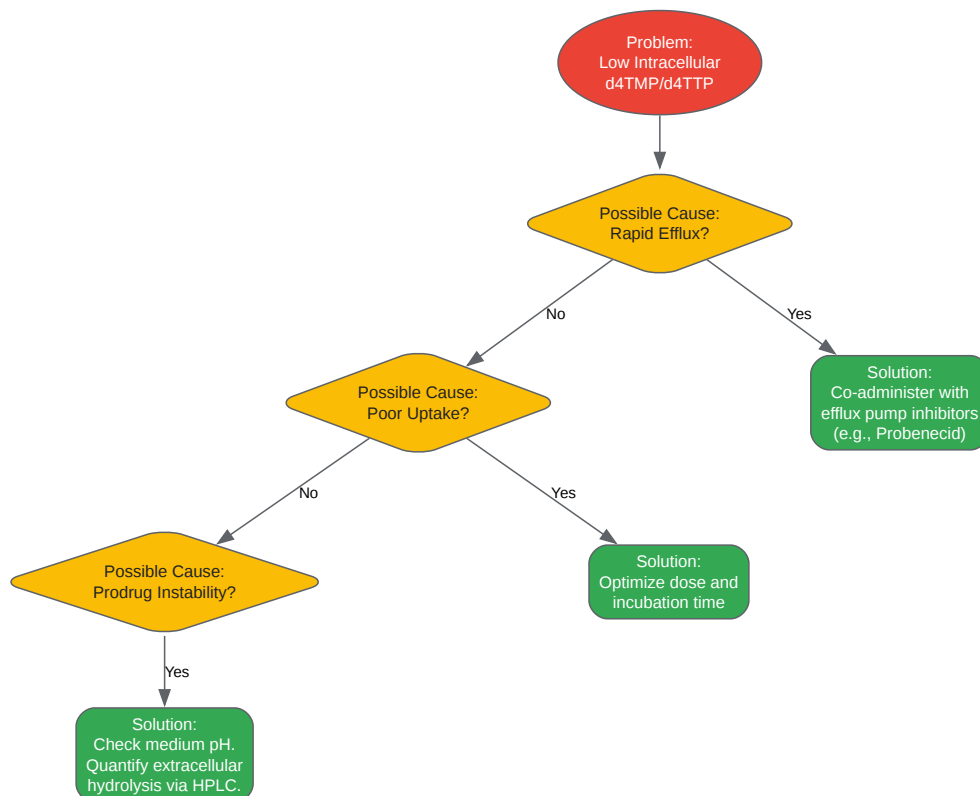 Problem:
Low Intracellular
d4TMP/d4TTP
Possible Cause:
Rapid Efflux?
No
Yes
Possible Cause:
Poor Uptake?
Solution:
Co-administer with
efflux pump inhibitors
(e.g., Probenecid)
No
Yes
Possible Cause:
Prodrug Instability?
Solution:
Optimize dose and
incubation time
Yes
Solution:
Check medium pH.
Quantify extracellular
hydrolysis via HPLC.